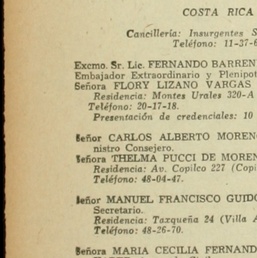 COSTA RICA
Cancillería: Insurgentes S
Teléfono: 11-37-6
Excmo. Sr. Lic. FERNANDO BARREN
Embajador Extraordinario y Plenipot
Señora FLORY LIZANO VARGAS
Residencia: Montes Urales 320-A
Teléfono: 20-17-18.
Presentación de credenciales: 10
Señor CARLOS ALBERTO MOREN
nistro Consejero.
Señora THELMA PUCCI DE MOREN
Residencia: Av. Copilco 227 (Copi
Teléfono: 48-04-47.
Señor MANUEL FRANCISCO GUIDO
Secretario.
Residencia: Taxqueña 24 (Villa A
Teléfono: 48-26-70.
Señora MARIA CECILIA FERNAND